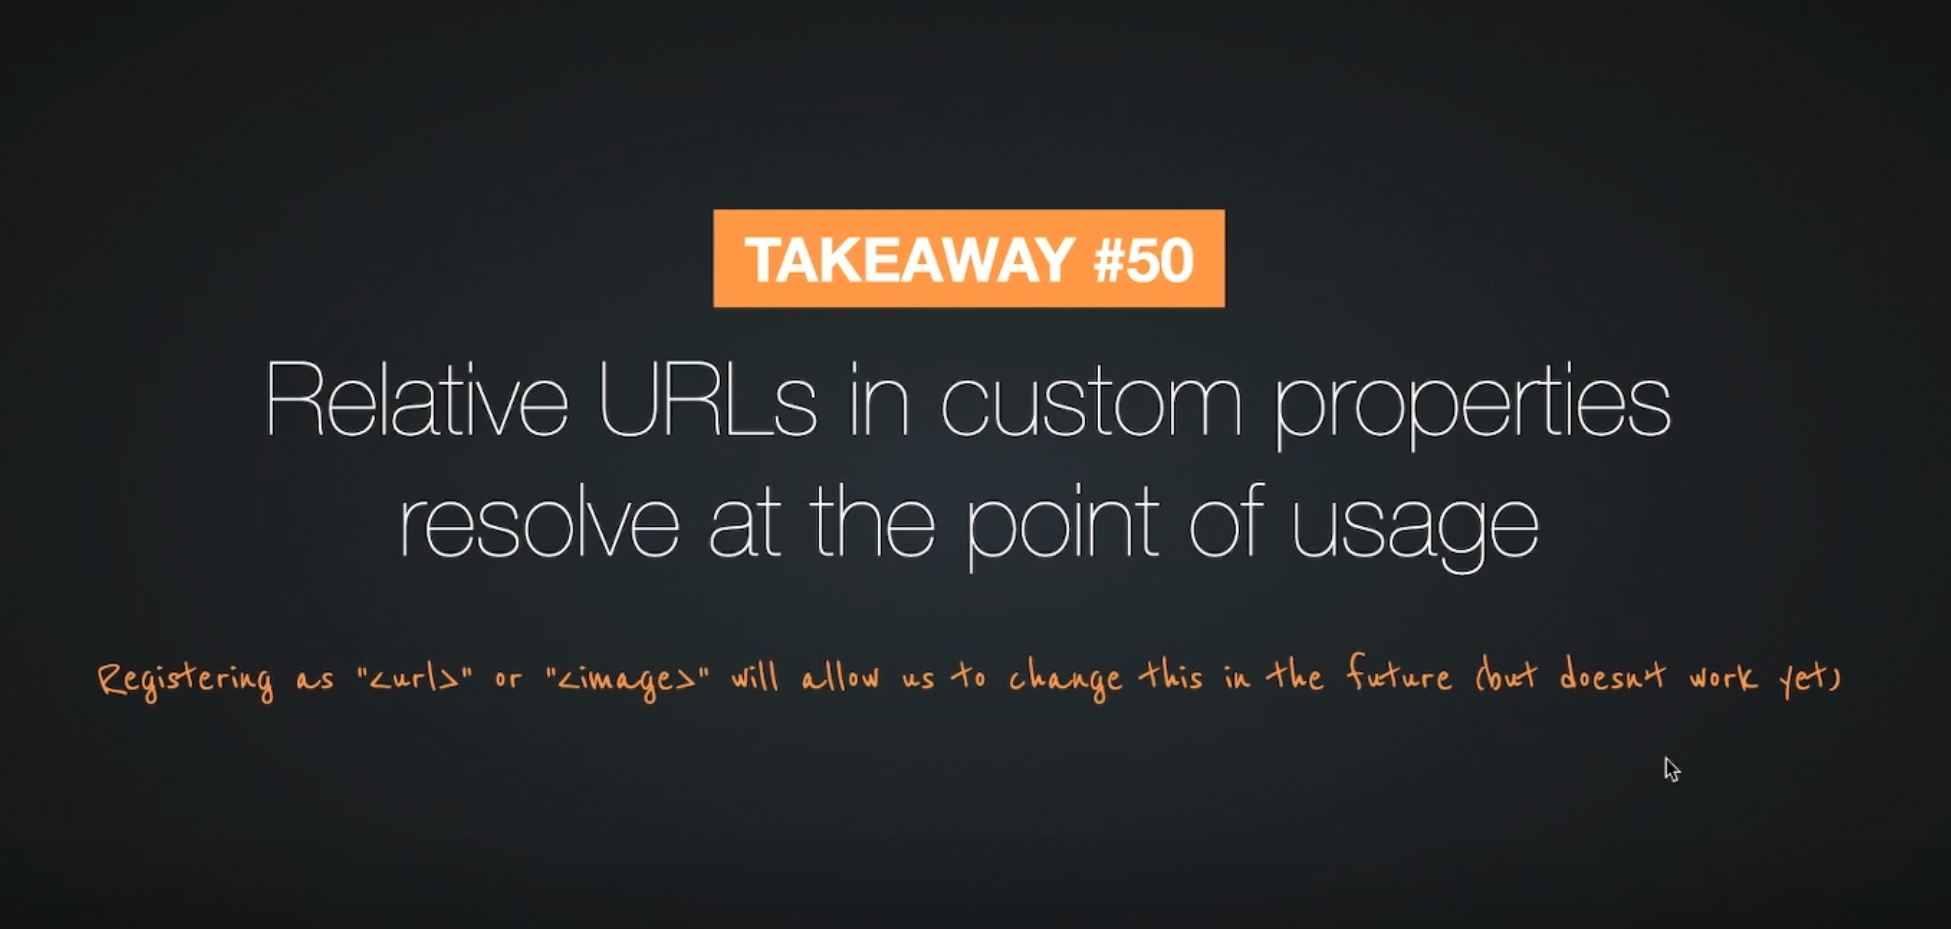 TAKEAWAY #50
Relative URLs in custom properties
resolve at the point of usage
Registering as "<url>" or "<image>" will allow us to change this in the future (but doesn't work yet)